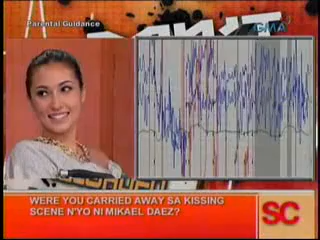 Parental Guidance
GMA
WERE YOU CARRIED AWAY SA KISSING
SCENE N'YO NI MIKAEL DAEZ?
SC